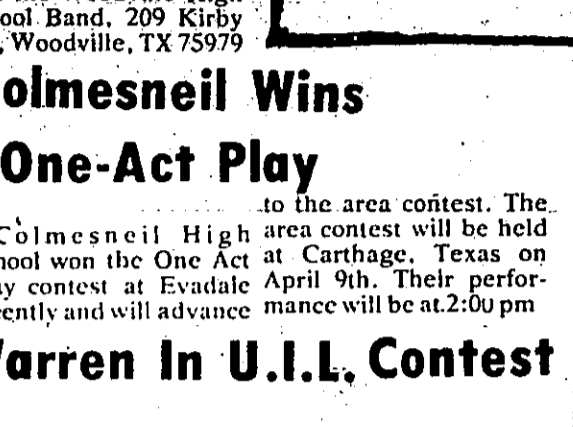 ool Band, 209 Kirby
, Woodville, TX 75979
olmesneil Wins
One-Act Play
Colmesneil High
hool won the One Act
ay contest at Evadale
cently and will advance
to the area contest. The
area contest will be held
at Carthage, Texas on
April 9th. Their perfor-
mance will be at 2:00 pm
Warren In U.I.L. Contest